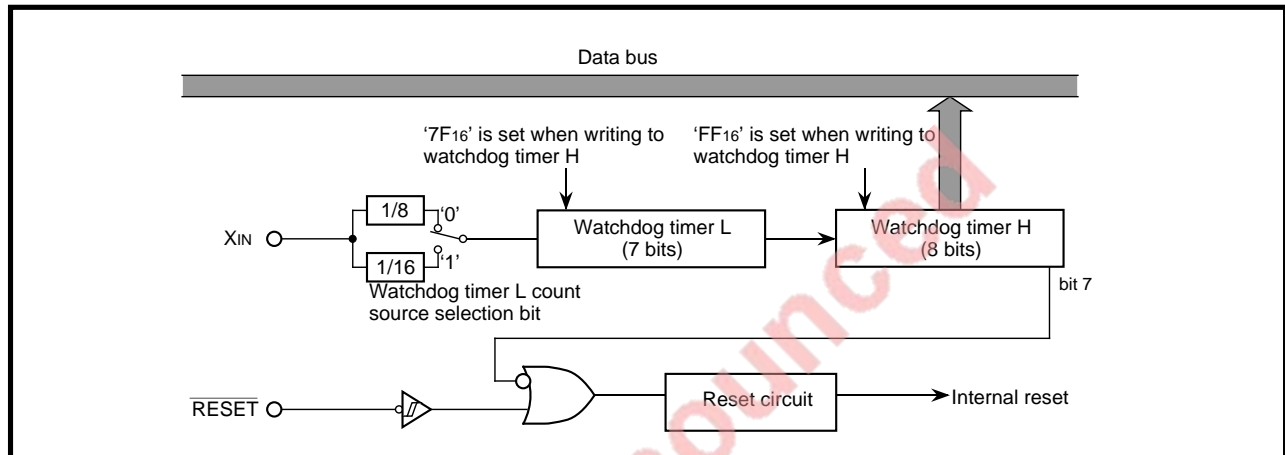 Data bus
‘7F16’ is set when writing to
watchdog timer H
‘FF16’ is set when writing to
watchdog timer H
XIN
1/8
‘0’
1/16
‘1’
Watchdog timer L count
source selection bit
Watchdog timer L
(7 bits)
Watchdog timer H
(8 bits)
bit 7
RESET
Reset circuit
Internal reset
ounced